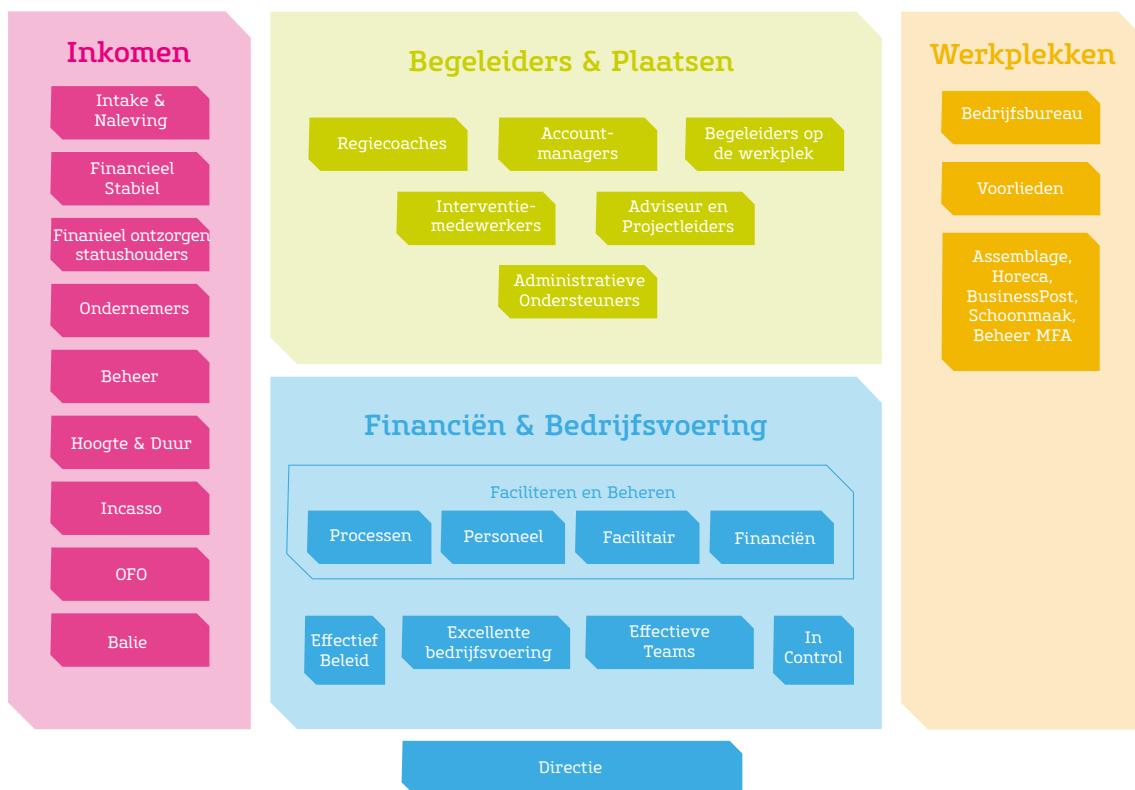 Inkomen
Intake &
Naleving
Financieel
Stabiel
Finanieel ontzorgen
statushouders
Ondernemers
Beheer
Hoogte & Duur
Incasso
OFO
Balie
Begeleiders & Plaatsen
Regiecoaches
Account-
managers
Begeleiders op
de werkplek
Interventie-
medewerkers
Adviseur en
Projectleiders
Administratieve
Ondersteuners
Financiën & Bedrijfsvoering
Faciliteren en Beheren
Processen
Personeel
Facilitair
Financiën
Effectief
Beleid
Excellente
bedrijfsvoering
Effectieve
Teams
In
Control
Werkplekken
Bedrijfsbureau
Voorlieden
Assemblage,
Horeca,
BusinessPost,
Schoonmaak,
Beheer MFA
Directie